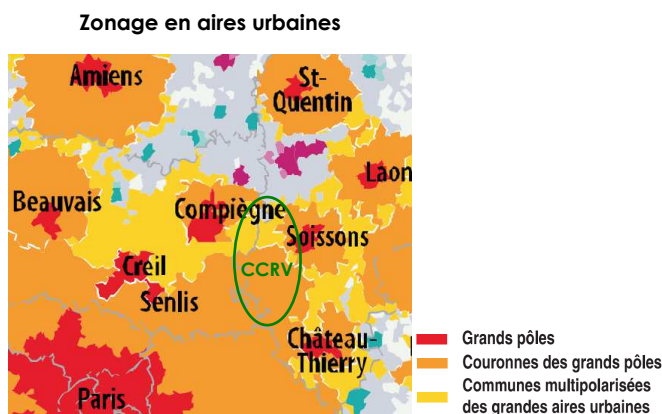 Zonage en aires urbaines
Amiens
St-
Quentin
Laon
Beauvais
Compiègne
Soissons
CCRV
Creil
Senlis
Château-
Thierry
Paris
Grands pôles
Couronnes des grands pôles
Communes multipolarisées
des grandes aires urbaines